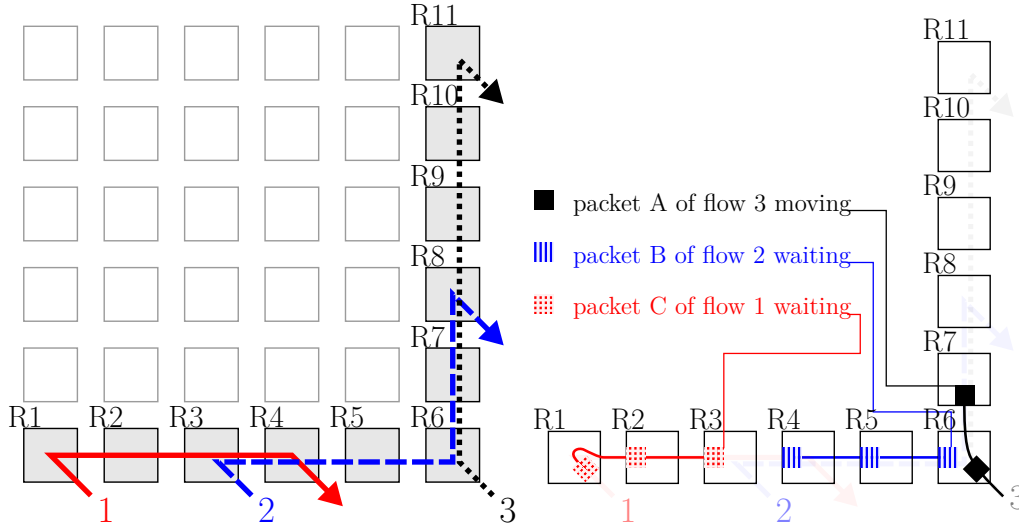 R11
R10
R9
R8
R7
R1 R2 R3 R4 R5 R6
1 2 3
R11
R10
R9
packet A of flow 3 moving
packet B of flow 2 waiting
R8
packet C of flow 1 waiting
R7
R1 R2 R3 R4 R5 R6
1 2 3